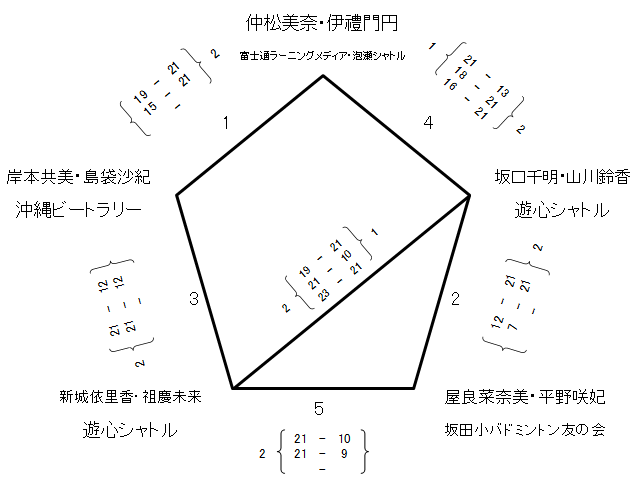 仲松美奈・伊禮門円
富士通ラーニングメディア・泡瀬シャトル
2
19 - 21
15 - 21
-
1
1
21 - 13
18 - 21
16 - 21
2
4
岸本共美・島袋沙紀
沖縄ビートラリー
坂口千明・山川鈴香
遊心シャトル
1
19 - 21
21 - 10
23 - 21
2
21 - 12
21 - 12
-
2
3
2
12 - 21
7 - 21
-
2
新城依里香・祖慶未来
遊心シャトル
屋良菜奈美・平野咲妃
坂田小バドミントン友の会
5
2
21 - 10
21 - 9
-